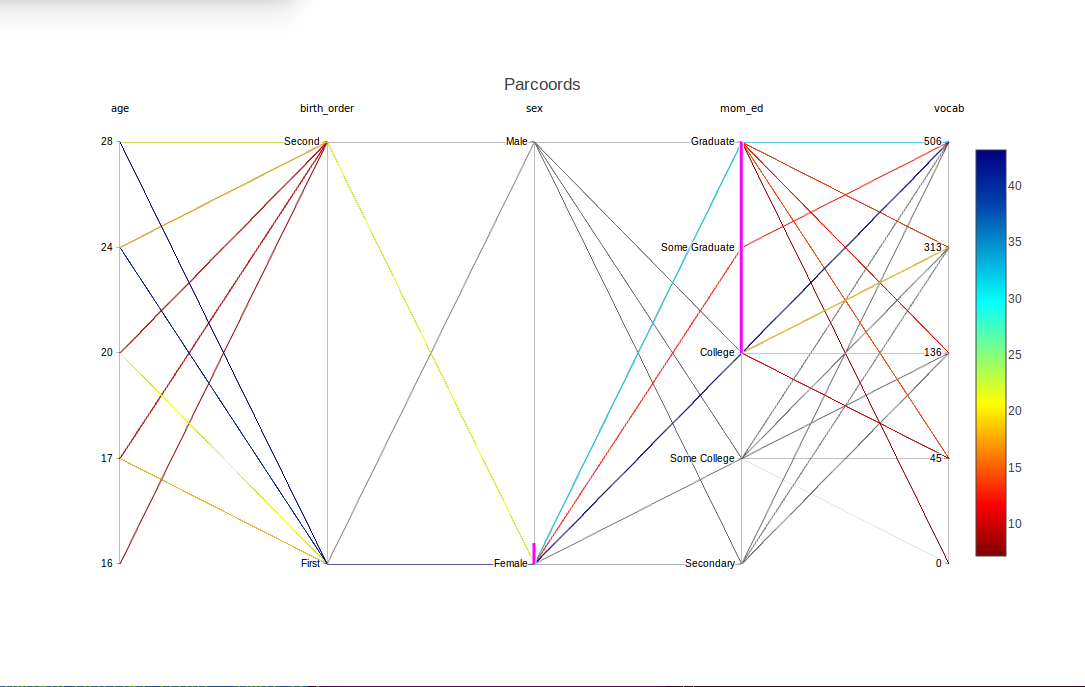 Parcoords
age birth_order sex mom_ed vocab
28 Second Male Graduate 506
40
24 Some Graduate 313
35
30
20 College 136
25
20
17 Some College 45
15
10
16 First Female Secondary 0